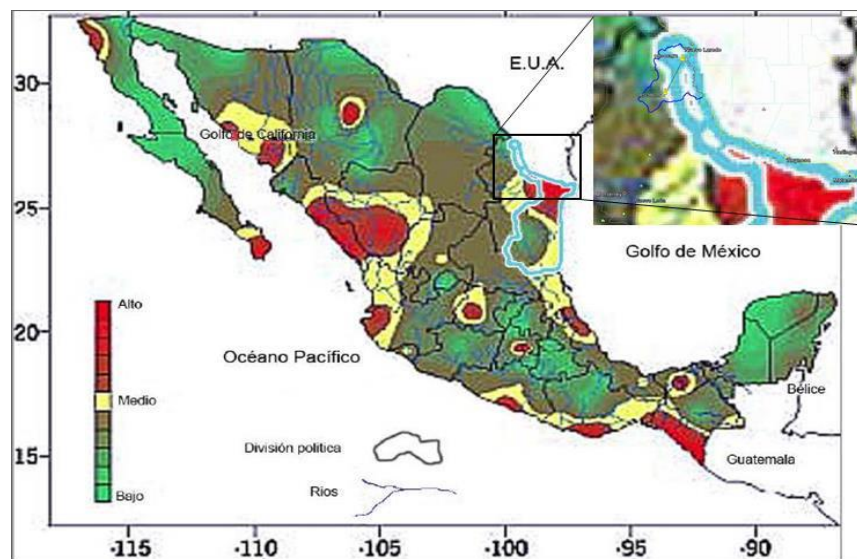 E.U.A.
Golfo de California
Golfo de México
Océano Pacífico
Bélice
Guatemala
Alto
Medio
Bajo
División politica
Ríos
30
25
20
15
-115
-110
-105
-100
-95
-90